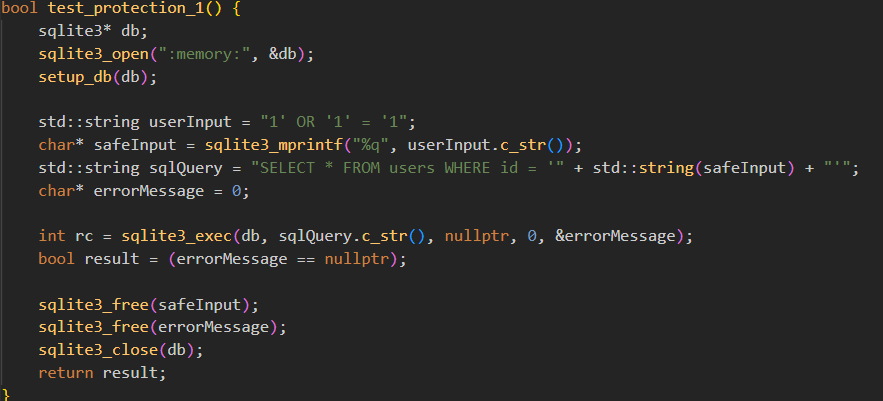 bool test_protection_1() {
    sqlite3* db;
    sqlite3_open(":memory:", &db);
    setup_db(db);

    std::string userInput = "1' OR '1' = '1";
    char* safeInput = sqlite3_mprintf("%q", userInput.c_str());
    std::string sqlQuery = "SELECT * FROM users WHERE id = '" + std::string(safeInput) + "'";
    char* errorMessage = 0;

    int rc = sqlite3_exec(db, sqlQuery.c_str(), nullptr, 0, &errorMessage);
    bool result = (errorMessage == nullptr);

    sqlite3_free(safeInput);
    sqlite3_free(errorMessage);
    sqlite3_close(db);
    return result;
}